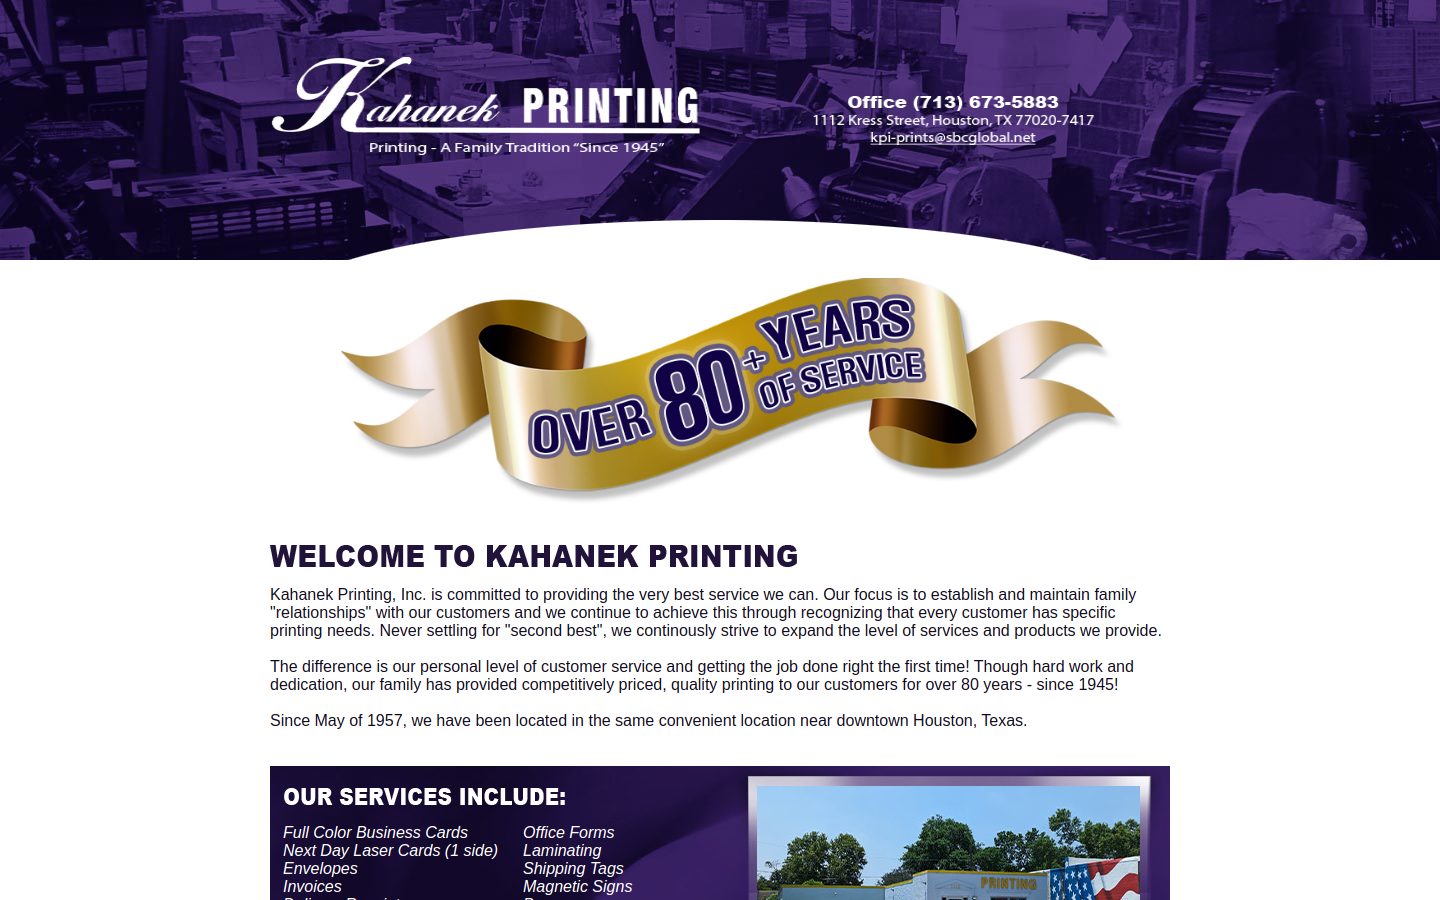 Kahanek PRINTING
Printing - A Family Tradition “Since 1945”
Office (713) 673-5883
1112 Kress Street, Houston, TX 77020-7417
kpi-prints@sbcglobal.net
OVER 80+ YEARS
OF SERVICE
WELCOME TO KAHANEK PRINTING
Kahanek Printing, Inc. is committed to providing the very best service we can. Our focus is to establish and maintain family
"relationships" with our customers and we continue to achieve this through recognizing that every customer has specific
printing needs. Never settling for "second best", we continously strive to expand the level of services and products we provide.
The difference is our personal level of customer service and getting the job done right the first time! Though hard work and
dedication, our family has provided competitively priced, quality printing to our customers for over 80 years - since 1945!
Since May of 1957, we have been located in the same convenient location near downtown Houston, Texas.
OUR SERVICES INCLUDE:
Full Color Business Cards
Next Day Laser Cards (1 side)
Envelopes
Invoices
Office Forms
Laminating
Shipping Tags
Magnetic Signs
PRINTING